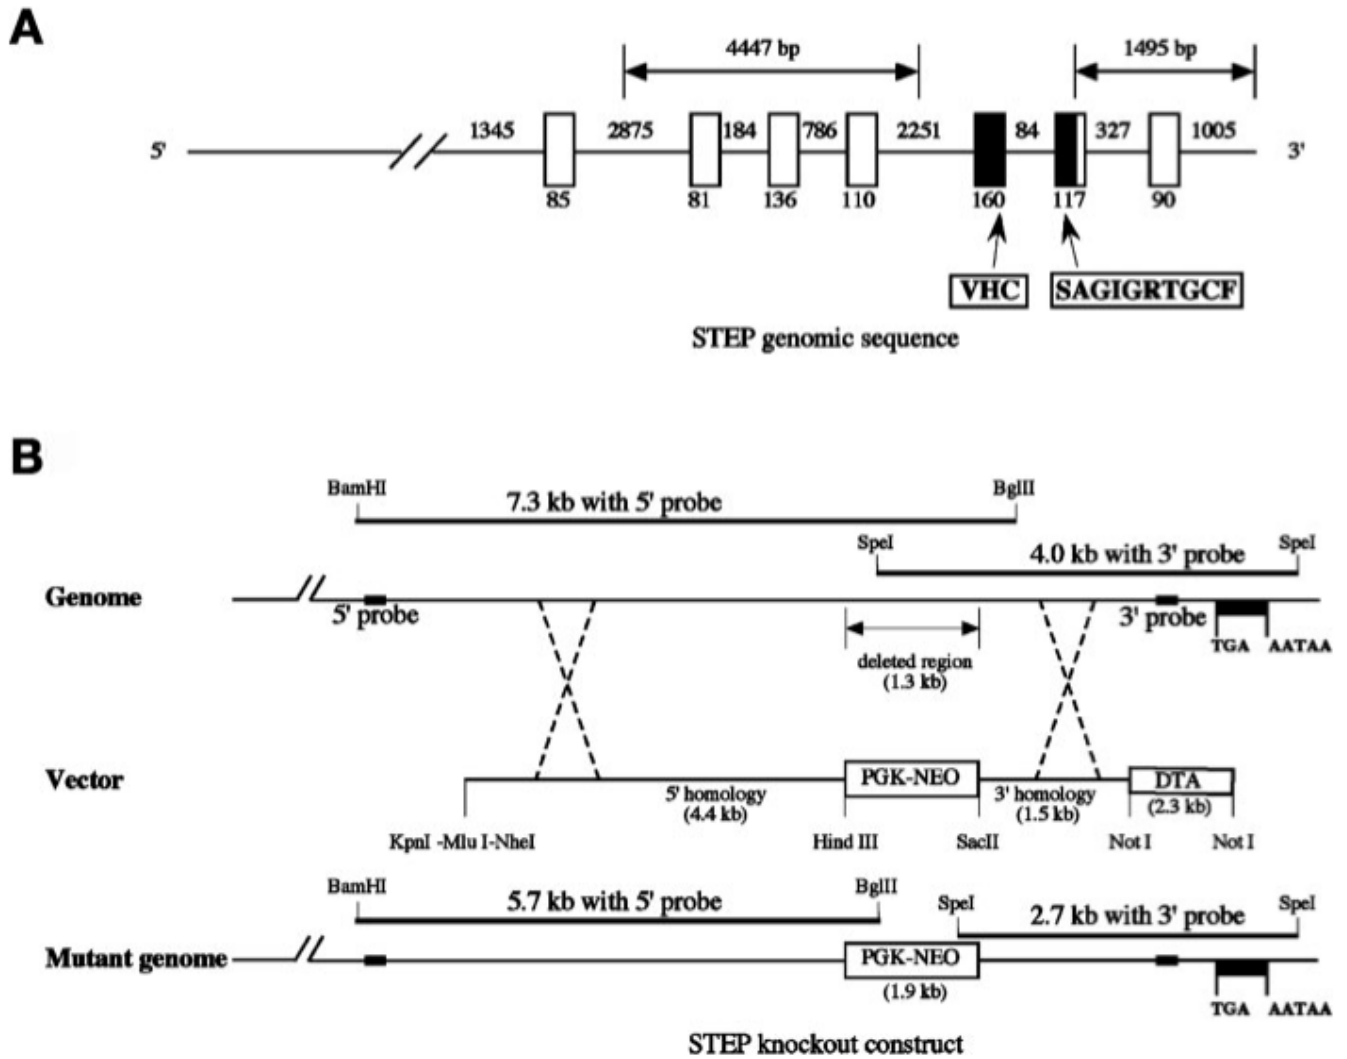 A
4447 bp
1495 bp
5'
1345
2875
184
786
2251
84
327
1005
3'
85
81
136
110
160
117
90
VHC
SAGIGRTGCF
STEP genomic sequence
B
BamHI
7.3 kb with 5' probe
BglII
SpeI
4.0 kb with 3' probe
SpeI
Genome
5' probe
3' probe
deleted region
(1.3 kb)
TGA
AATAA
Vector
PGK-NEO
DTA
(2.3 kb)
5' homology
(4.4 kb)
3' homology
(1.5 kb)
KpnI -Mlu I-NheI
Hind III
SacII
Not I
Not I
BamHI
5.7 kb with 5' probe
BglII
SpeI
2.7 kb with 3' probe
SpeI
Mutant genome
PGK-NEO
(1.9 kb)
TGA
AATAA
STEP knockout construct